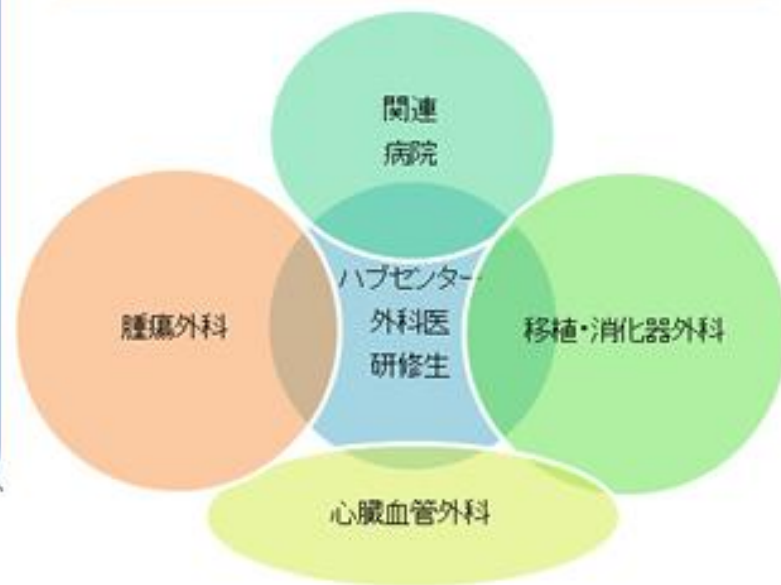 関連
病院
ハブセンター
外科医
研修生
腫瘍外科
移植・消化器外科
心臓血管外科